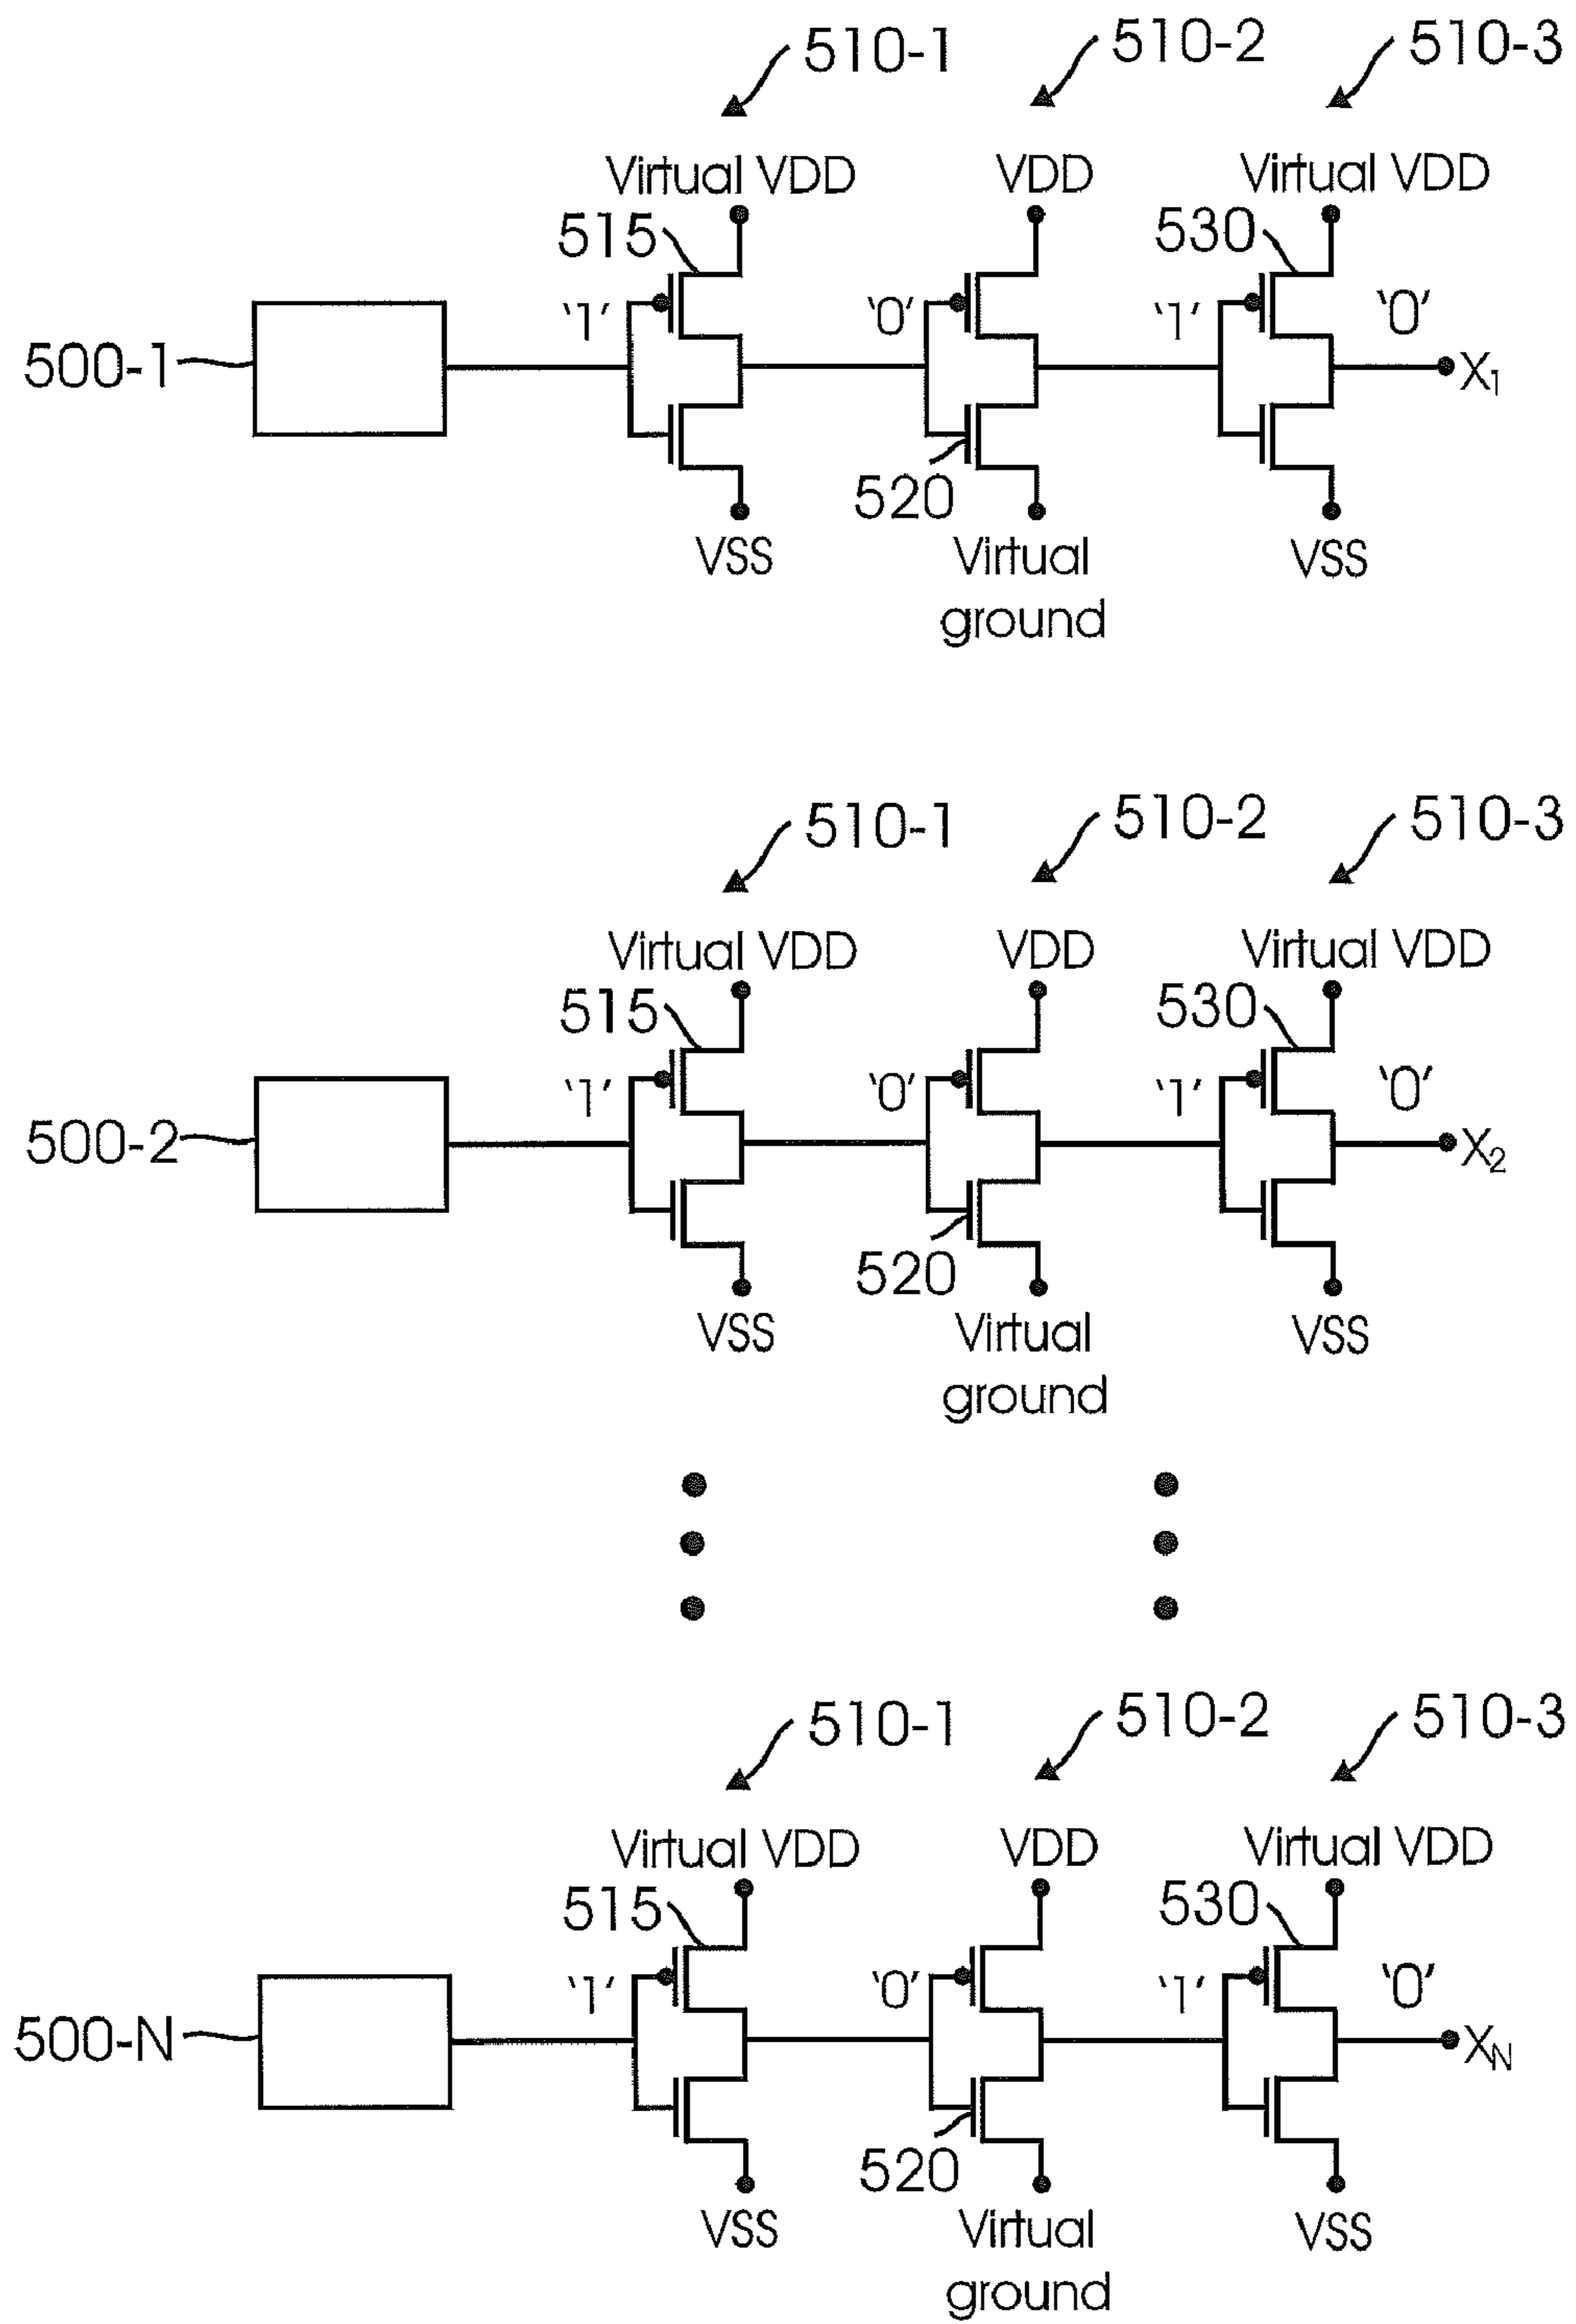 510-1 510-2 510-3
Virtual VDD VDD Virtual VDD
515 530
'1' '0' '1' '0'
500-1 X₁
520
VSS Virtual ground VSS
510-1 510-2 510-3
Virtual VDD VDD Virtual VDD
515 530
'1' '0' '1' '0'
500-2 X₂
520
VSS Virtual ground VSS
510-1 510-2 510-3
Virtual VDD VDD Virtual VDD
515 530
'1' '0' '1' '0'
500-N X_N
520
VSS Virtual ground VSS